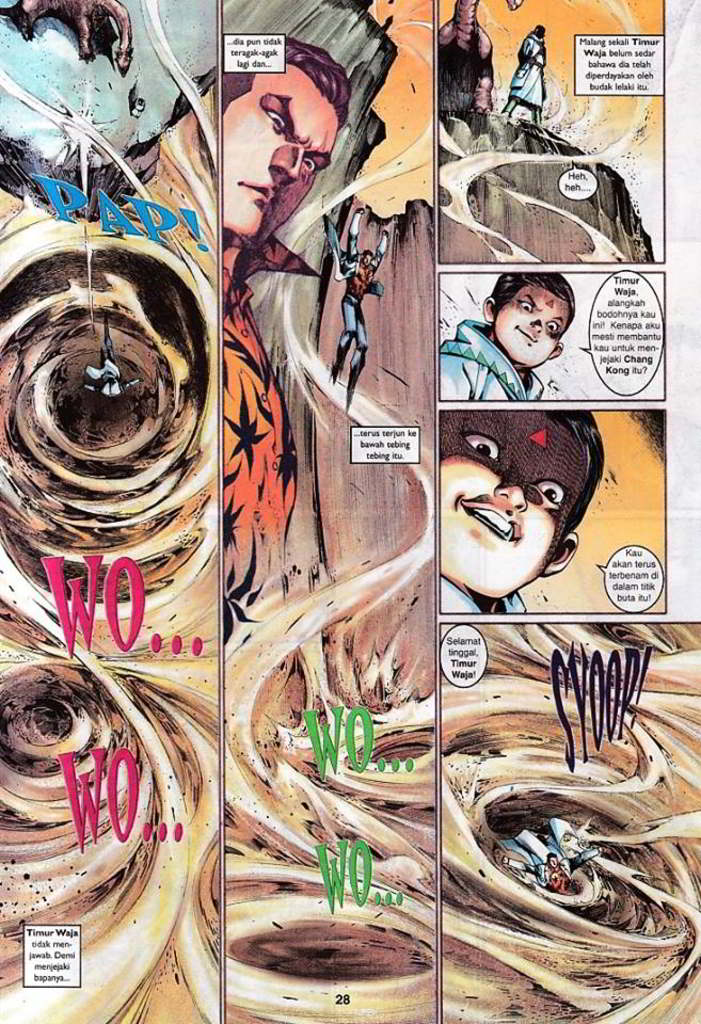 PAP!
WO...
WO...
Timur Waja
tidak men-
jawab. Demi
menjejaki
bapanya...
...dia pun tidak
teragak-agak
lagi dan...
...terus terjun ke
bawah tebing
tebing itu.
WO...
WO...
Malang sekali Timur
Waja belum sedar
bahawa dia telah
diperdayakan oleh
budak lelaki itu.
Heh,
heh....
Timur
Waja,
alangkah
bodohnya kau
ini! Kenapa aku
mesti membantu
kau untuk men-
jejaki Chang
Kong itu?
Kau
akan terus
terbenam di
dalam titik
buta itu!
Selamat
tinggal,
Timur
Waja!
SYOOP!
28